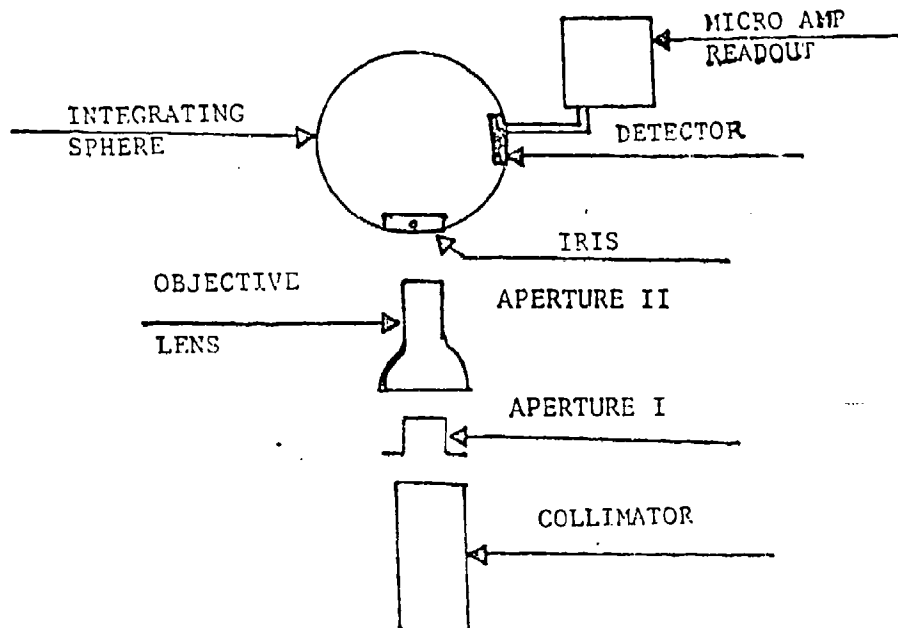 MICRO AMP
READOUT
INTEGRATING
SPHERE
DETECTOR
IRIS
OBJECTIVE
LENS
APERTURE II
APERTURE I
COLLIMATOR